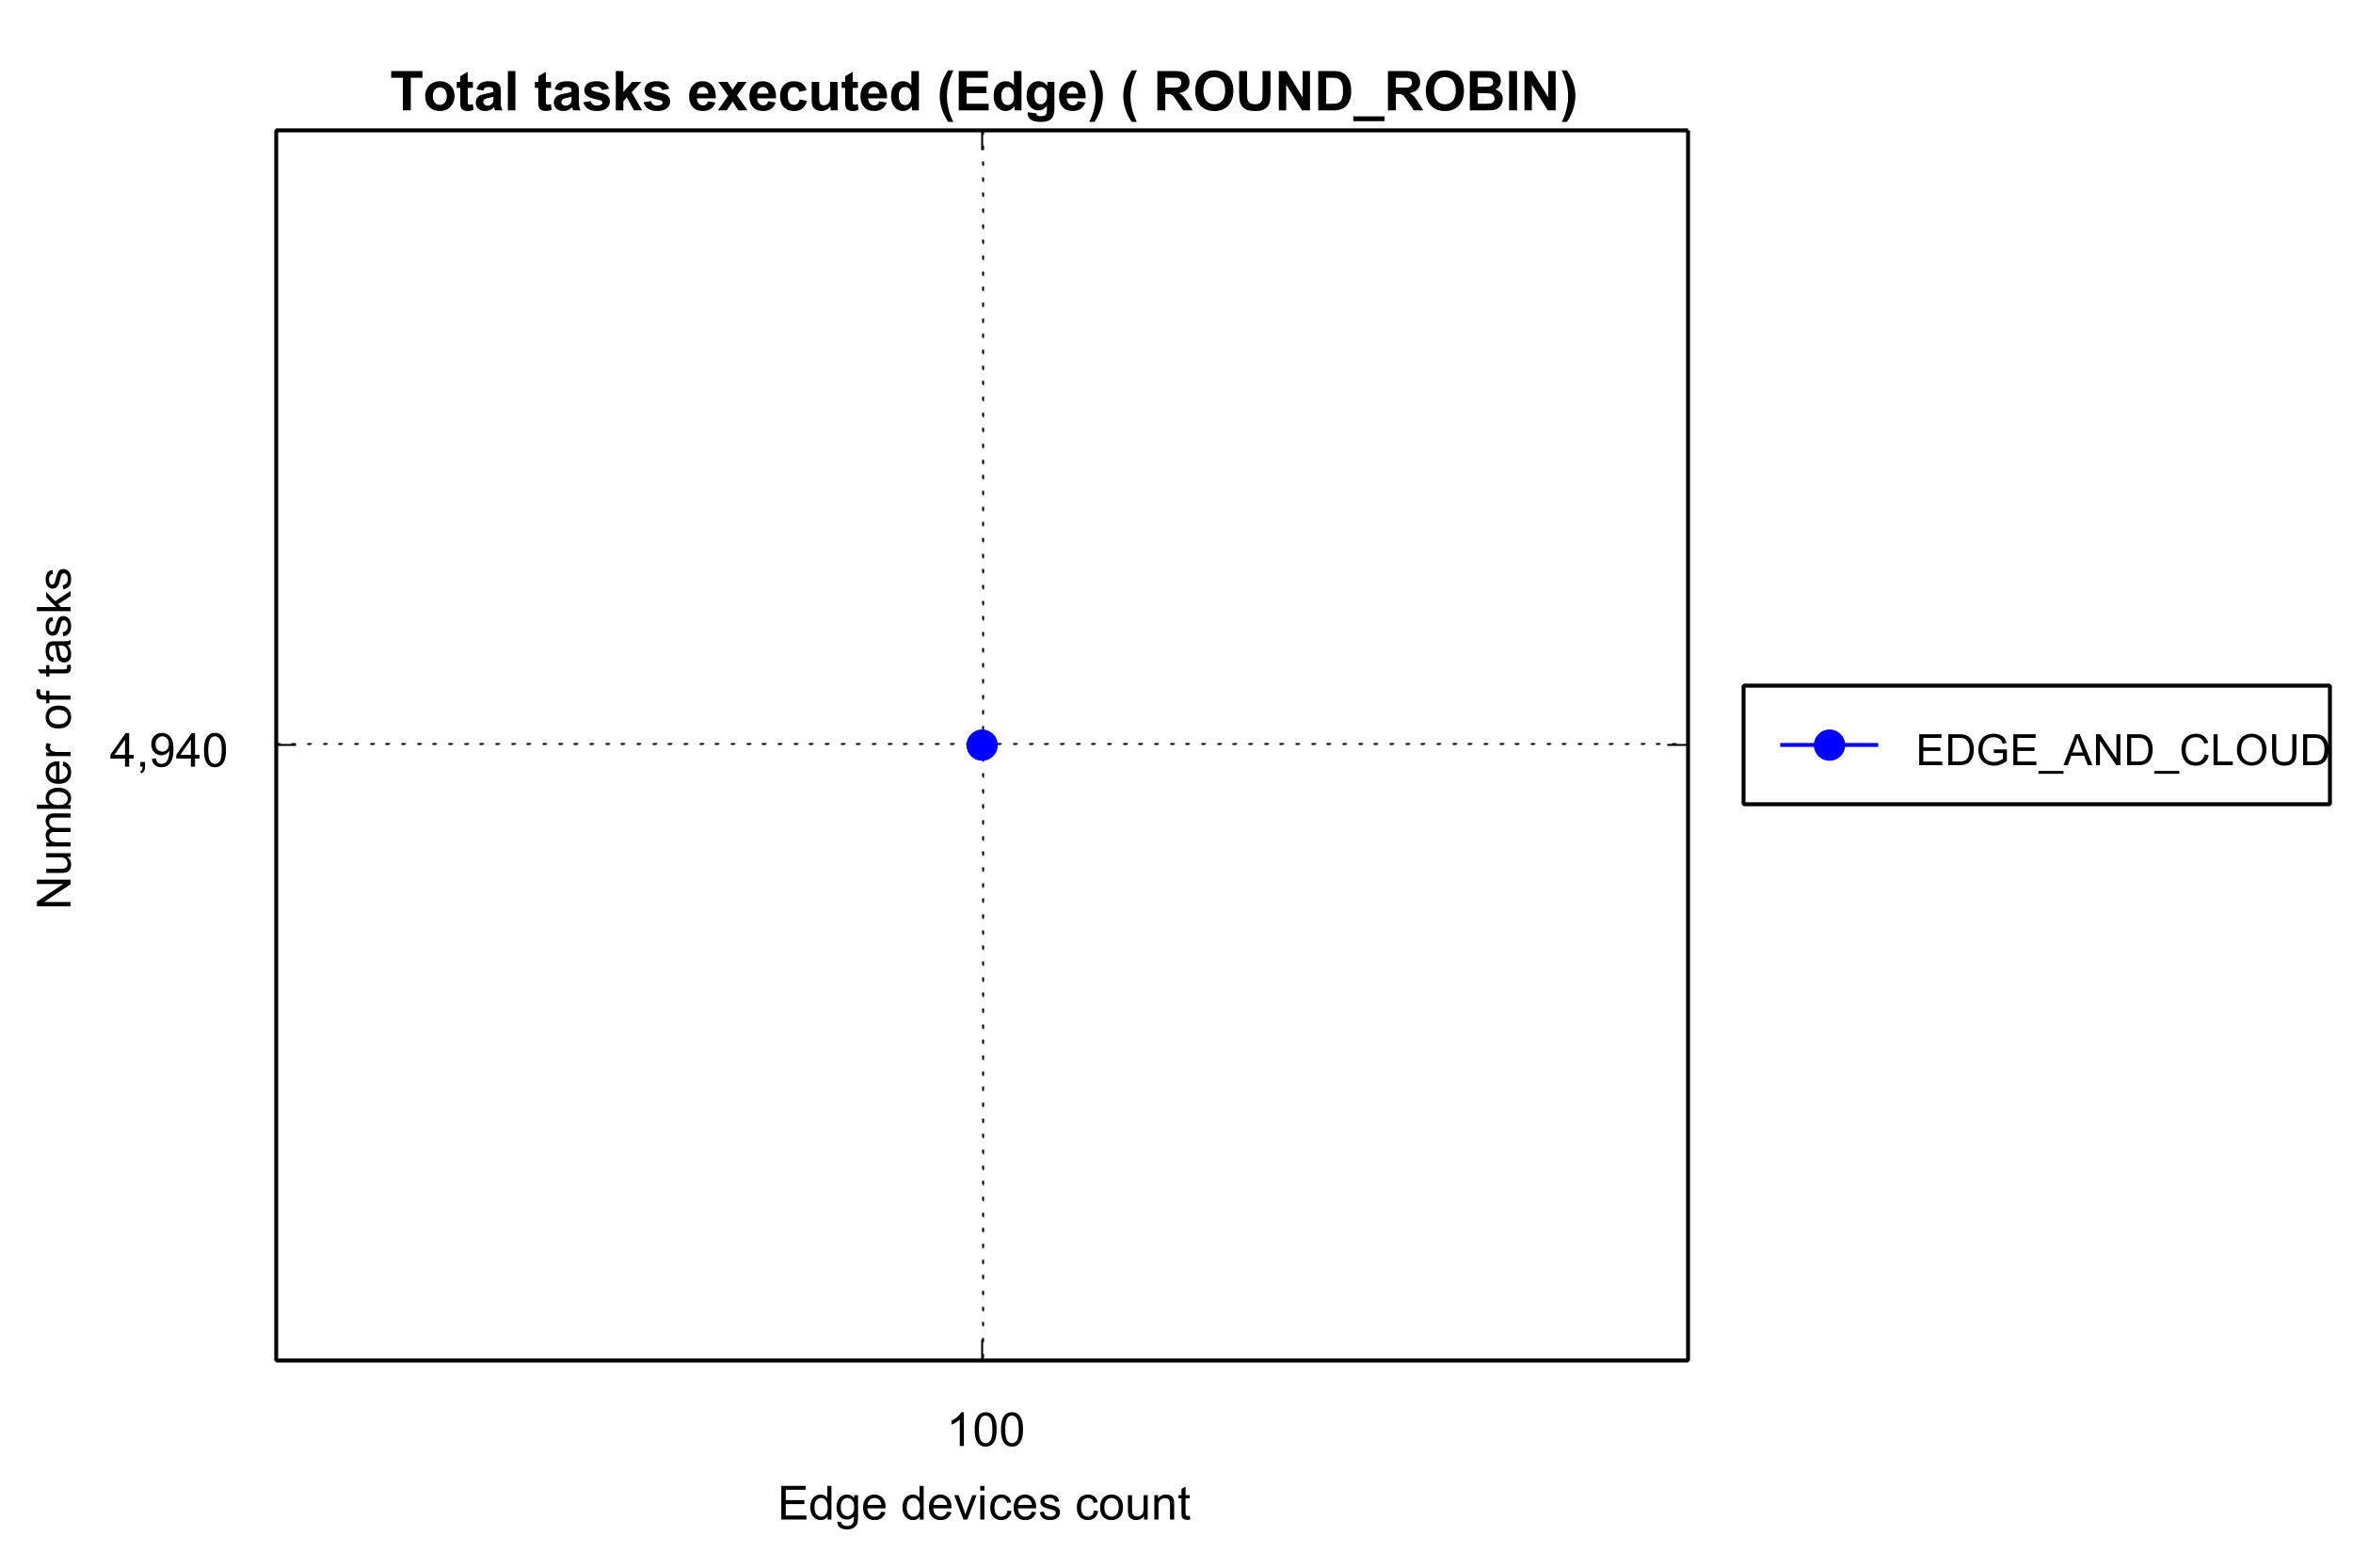 Total tasks executed (Edge) ( ROUND_ROBIN)
Number of tasks
4,940
EDGE_AND_CLOUD
100
Edge devices count